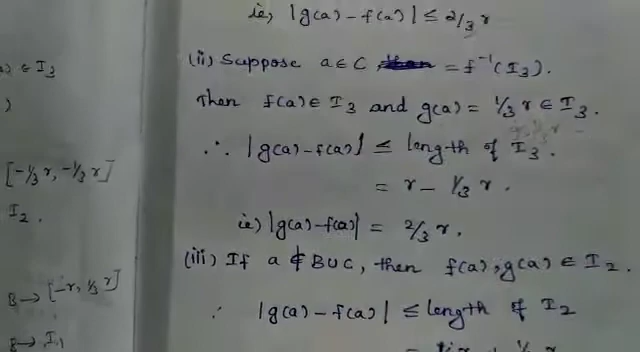 ie) |g(a) - f(a)| ≤ 2/3 r
(ii) Suppose a ∈ C, = f⁻¹(I₃).
Then f(a) ∈ I₃ and g(a) = 1/3 r ∈ I₃.
∴ |g(a) - f(a)| ≤ length of I₃.
= r - 1/3 r.
ie) |g(a) - f(a)| = 2/3 r.
(iii) If a ∉ B∪C, then f(a), g(a) ∈ I₂.
∴ |g(a) - f(a)| ≤ length of I₂
) ∈ I₃
)
[-1/3 r, -1/3 r]
I₂.
B → [-r, 1/3 r]
B → I₁